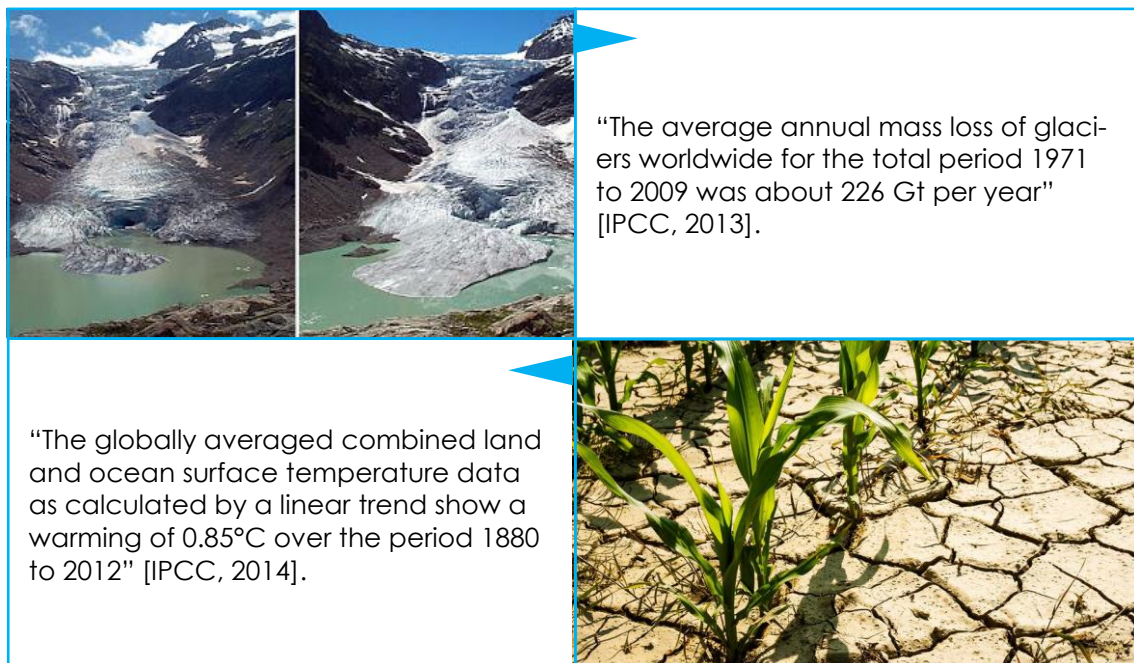 “The average annual mass loss of glaci-
ers worldwide for the total period 1971
to 2009 was about 226 Gt per year”
[IPCC, 2013].
“The globally averaged combined land
and ocean surface temperature data
as calculated by a linear trend show a
warming of 0.85°C over the period 1880
to 2012” [IPCC, 2014].